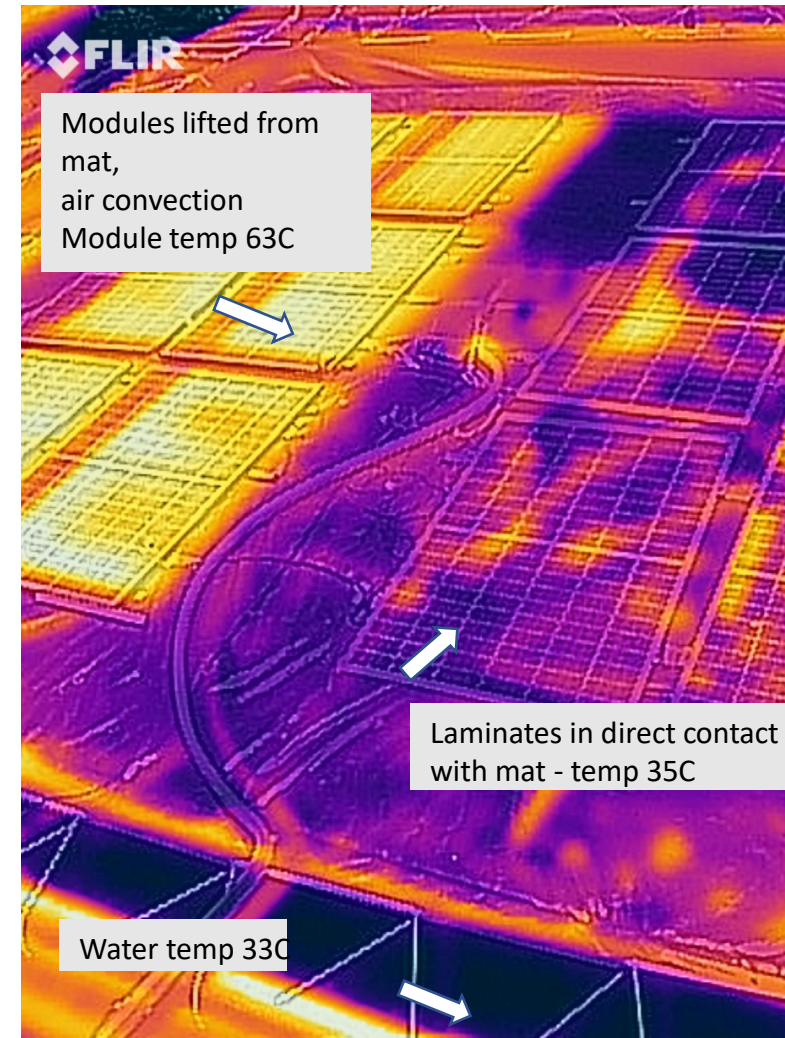 FLIR
Modules lifted from
mat,
air convection
Module temp 63C
Laminates in direct contact
with mat - temp 35C
Water temp 33C